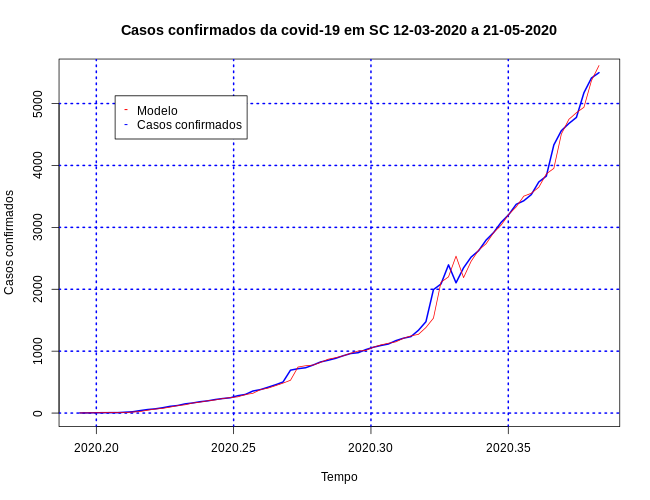 Casos confirmados da covid-19 em SC 12-03-2020 a 21-05-2020
Casos confirmados
5000
4000
3000
2000
1000
0
Modelo
Casos confirmados
2020.20 2020.25 2020.30 2020.35
Tempo